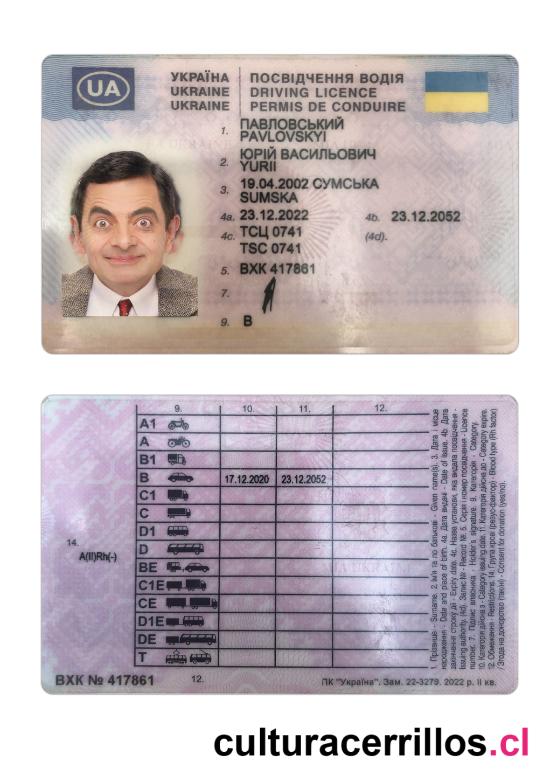 UA
УКРАЇНА
UKRAINE
UKRAINE
ПОСВІДЧЕННЯ ВОДІЯ
DRIVING LICENCE
PERMIS DE CONDUIRE
1. ПАВЛОВСЬКИЙ
PAVLOVSKYI
2. ЮРІЙ ВАСИЛЬОВИЧ
YURII
3. 19.04.2002 СУМСЬКА
SUMSKA
4a. 23.12.2022 4b. 23.12.2052
4c. ТСЦ 0741 (4d).
TSC 0741
5. ВХК 417861
7.
9. B
9. 10. 11. 12.
A1
A
B1
B 17.12.2020 23.12.2052
C1
C
D1
D
BE
C1E
CE
D1E
DE
T
14.
A(II)Rh(-)
ВХК № 417861 12. ПК "Україна". Зам. 22-3279. 2022 р. II кв.
1. Прізвище - Surname. 2. Ім'я та по батькові - Given name(s). 3. Дата і місце
народження - Date and place of birth. 4a. Дата видачі - Date of issue. 4b. Дата
закінчення строку дії - Expiry date. 4c. Назва установи, яка видала посвідчення -
Issuing authority. (4d). Запис № - Record №. 5. Серія і номер посвідчення - Licence
number. 7. Підпис власника - Holder's signature. 9. Категорія - Category.
10. Категорія дійсна з - Category issuing date. 11. Категорія дійсна до - Category expire.
12. Обмеження - Restrictions. 14. Група крові (резус-фактор) - Blood type (Rh factor)
/ Згода на донорство (так/ні) - Consent for donation (yes/no).
culturacerrillos.cl